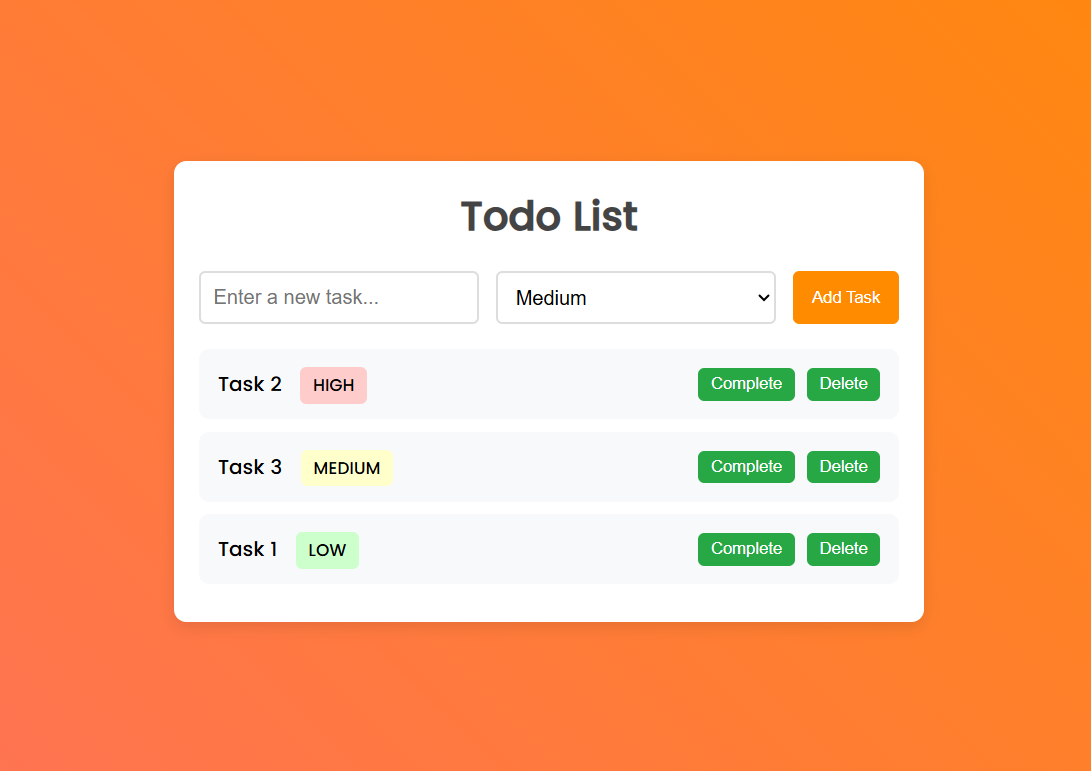 Todo List
Enter a new task... Medium Add Task
Task 2 HIGH Complete Delete
Task 3 MEDIUM Complete Delete
Task 1 LOW Complete Delete